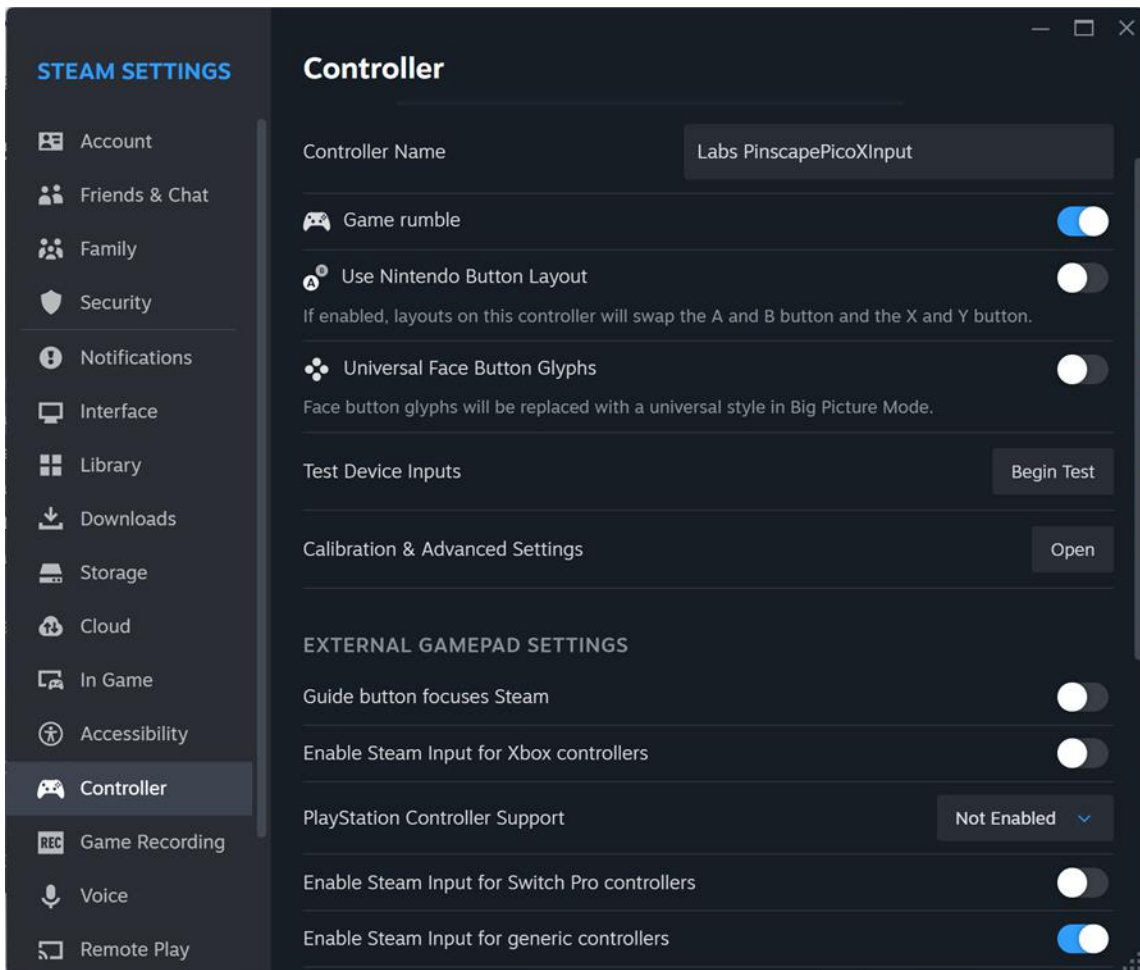 STEAM SETTINGS
Account
Friends & Chat
Family
Security
Notifications
Interface
Library
Downloads
Storage
Cloud
In Game
Accessibility
Controller
REC Game Recording
Voice
Remote Play
Controller
Controller Name Labs PinscapePicoXInput
Game rumble
A B Use Nintendo Button Layout
If enabled, layouts on this controller will swap the A and B button and the X and Y button.
Universal Face Button Glyphs
Face button glyphs will be replaced with a universal style in Big Picture Mode.
Test Device Inputs Begin Test
Calibration & Advanced Settings Open
EXTERNAL GAMEPAD SETTINGS
Guide button focuses Steam
Enable Steam Input for Xbox controllers
PlayStation Controller Support Not Enabled
Enable Steam Input for Switch Pro controllers
Enable Steam Input for generic controllers